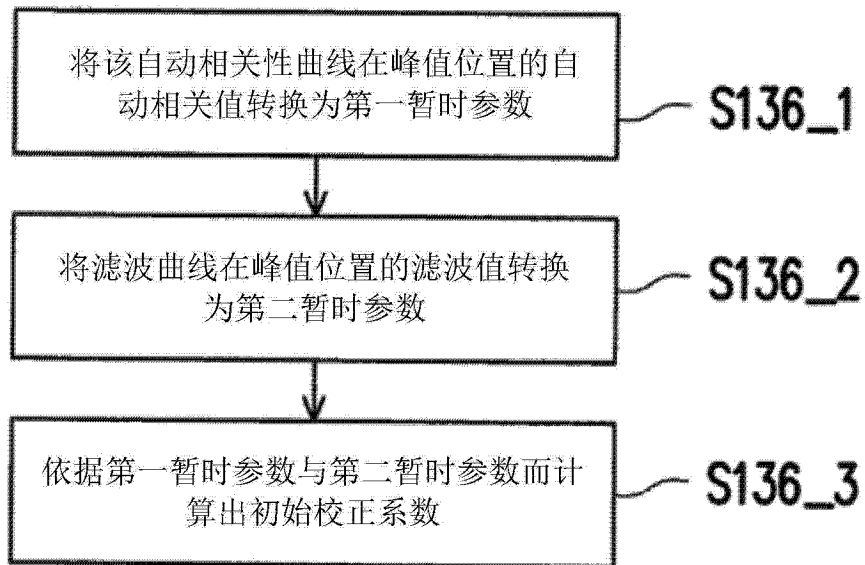 将该自动相关性曲线在峰值位置的自
动相关值转换为第一暂时参数
S136_1
将滤波曲线在峰值位置的滤波值转换
为第二暂时参数
S136_2
依据第一暂时参数与第二暂时参数而计
算出初始校正系数
S136_3